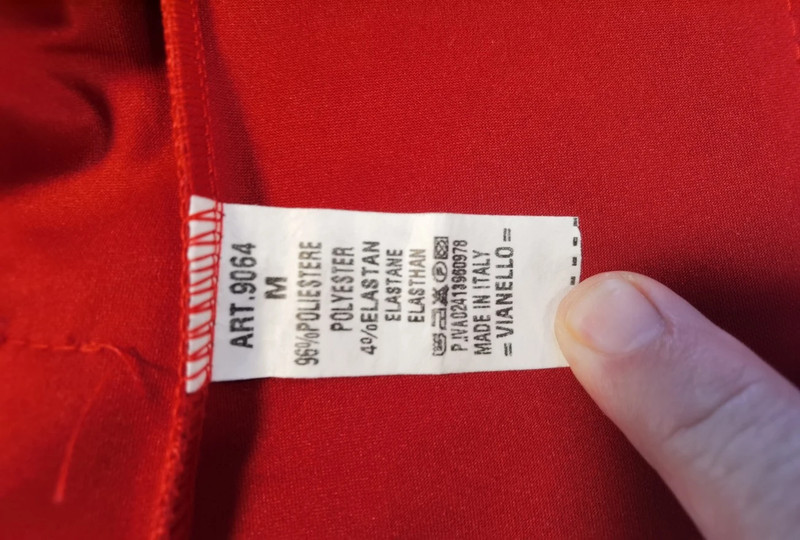 ART.9064
M
96%POLIESTERE
POLYESTER
4%ELASTAN
ELASTANE
ELASTHAN
P.IVA02413960978
MADE IN ITALY
= VIANELLO =